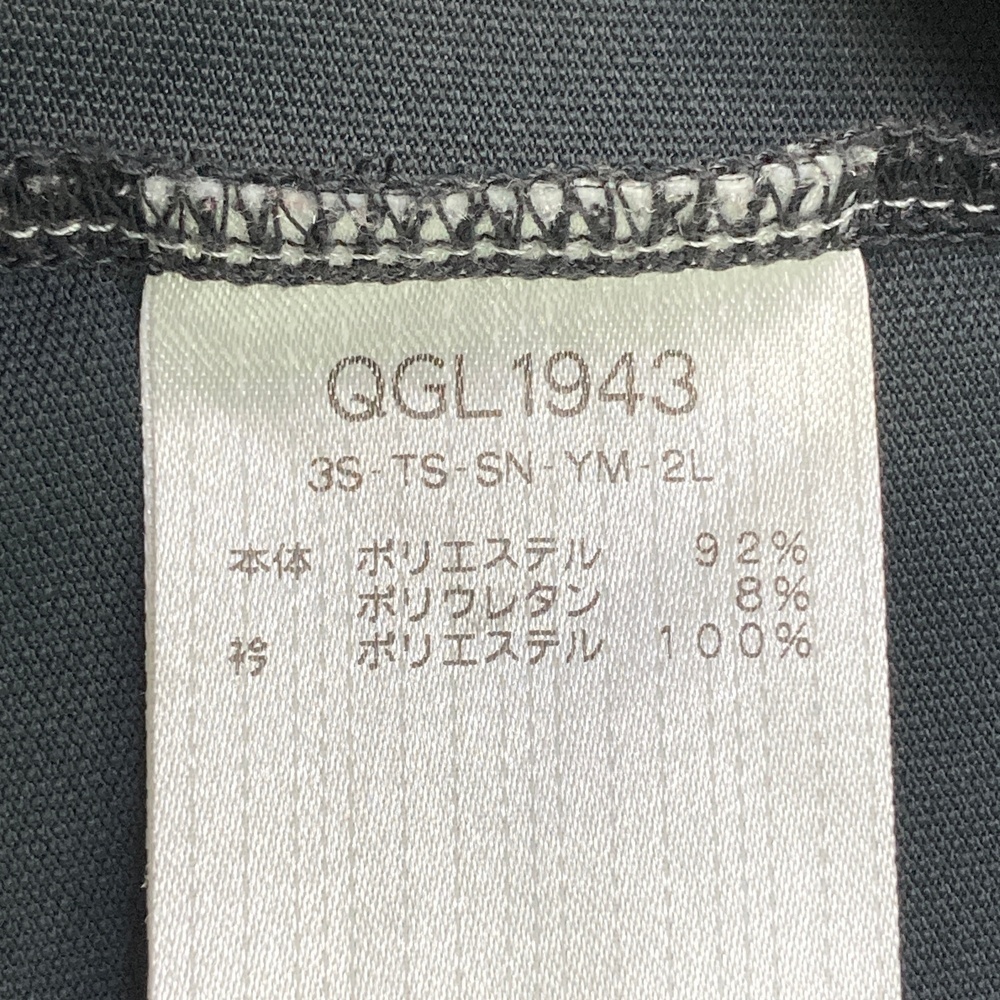 QGL1943
3S-TS-SN-YM-2L
本体 ポリエステル 92%
ポリウレタン 8%
衿 ポリエステル 100%